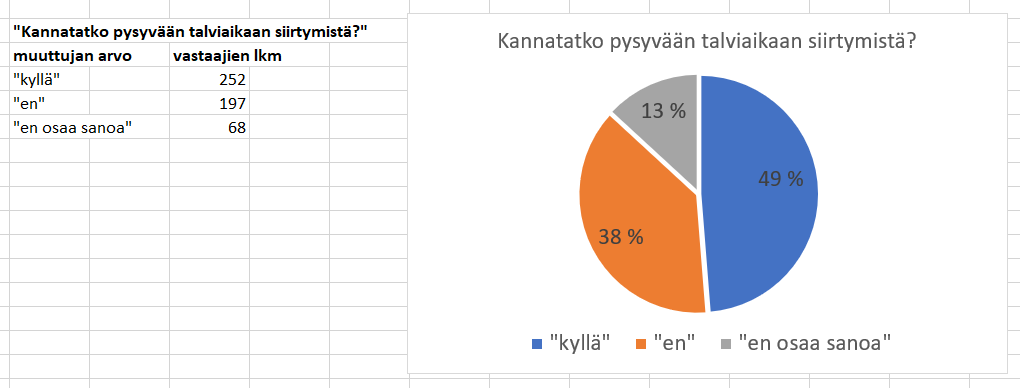 "Kannatatko pysyvään talviaikaan siirtymistä?"
muuttujan arvo vastaajien lkm
"kyllä" 252
"en" 197
"en osaa sanoa" 68
Kannatatko pysyvään talviaikaan siirtymistä?
13 %
49 %
38 %
"kyllä" "en" "en osaa sanoa"